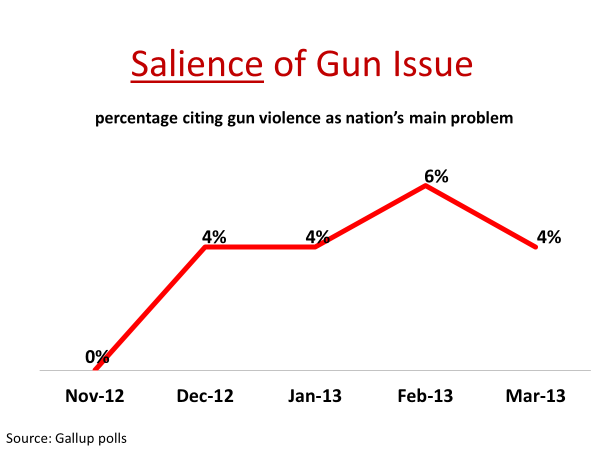 Salience of Gun Issue
percentage citing gun violence as nation’s main problem
6%
4%
4%
4%
0%
Nov-12 Dec-12 Jan-13 Feb-13 Mar-13
Source: Gallup polls